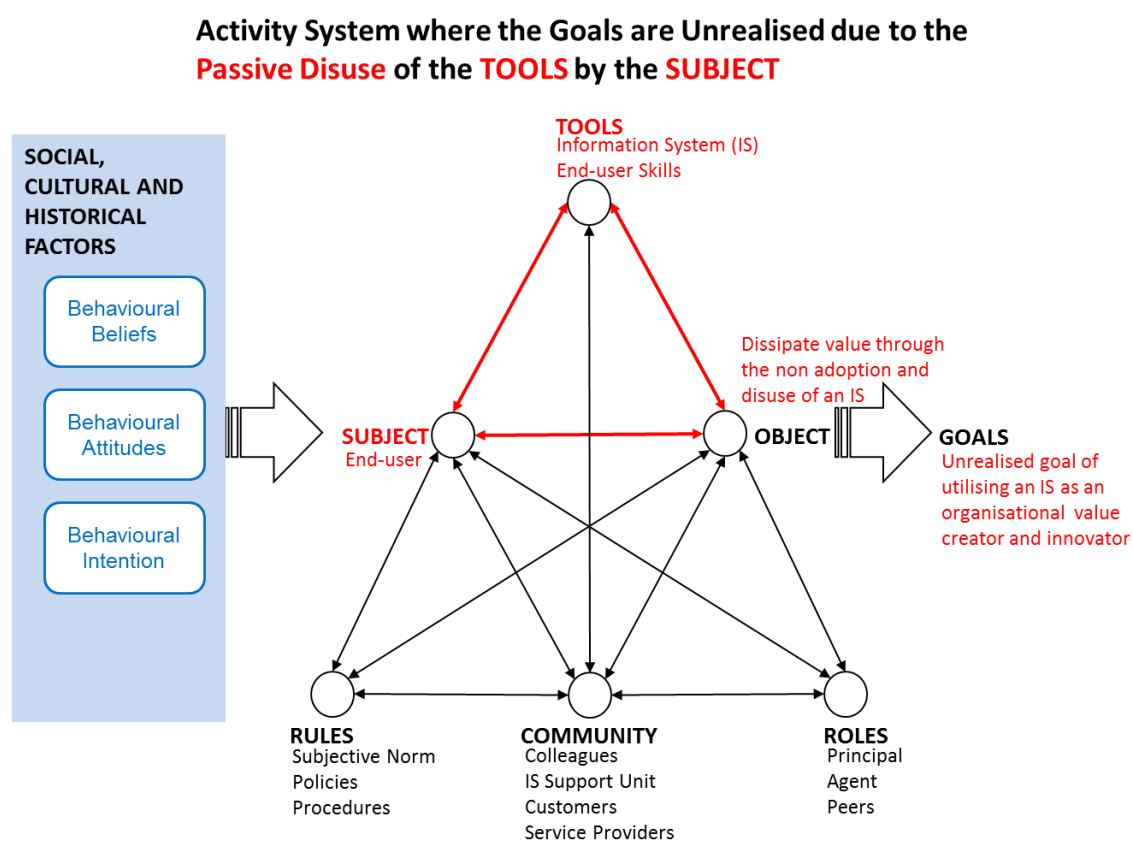 Activity System where the Goals are Unrealised due to the
Passive Disuse of the TOOLS by the SUBJECT
SOCIAL,
CULTURAL AND
HISTORICAL
FACTORS
Behavioural
Beliefs
Behavioural
Attitudes
Behavioural
Intention
TOOLS
Information System (IS)
End-user Skills
SUBJECT
End-user
Dissipate value through
the non adoption and
disuse of an IS
OBJECT
GOALS
Unrealised goal of
utilising an IS as an
organisational value
creator and innovator
RULES
Subjective Norm
Policies
Procedures
COMMUNITY
Colleagues
IS Support Unit
Customers
Service Providers
ROLES
Principal
Agent
Peers